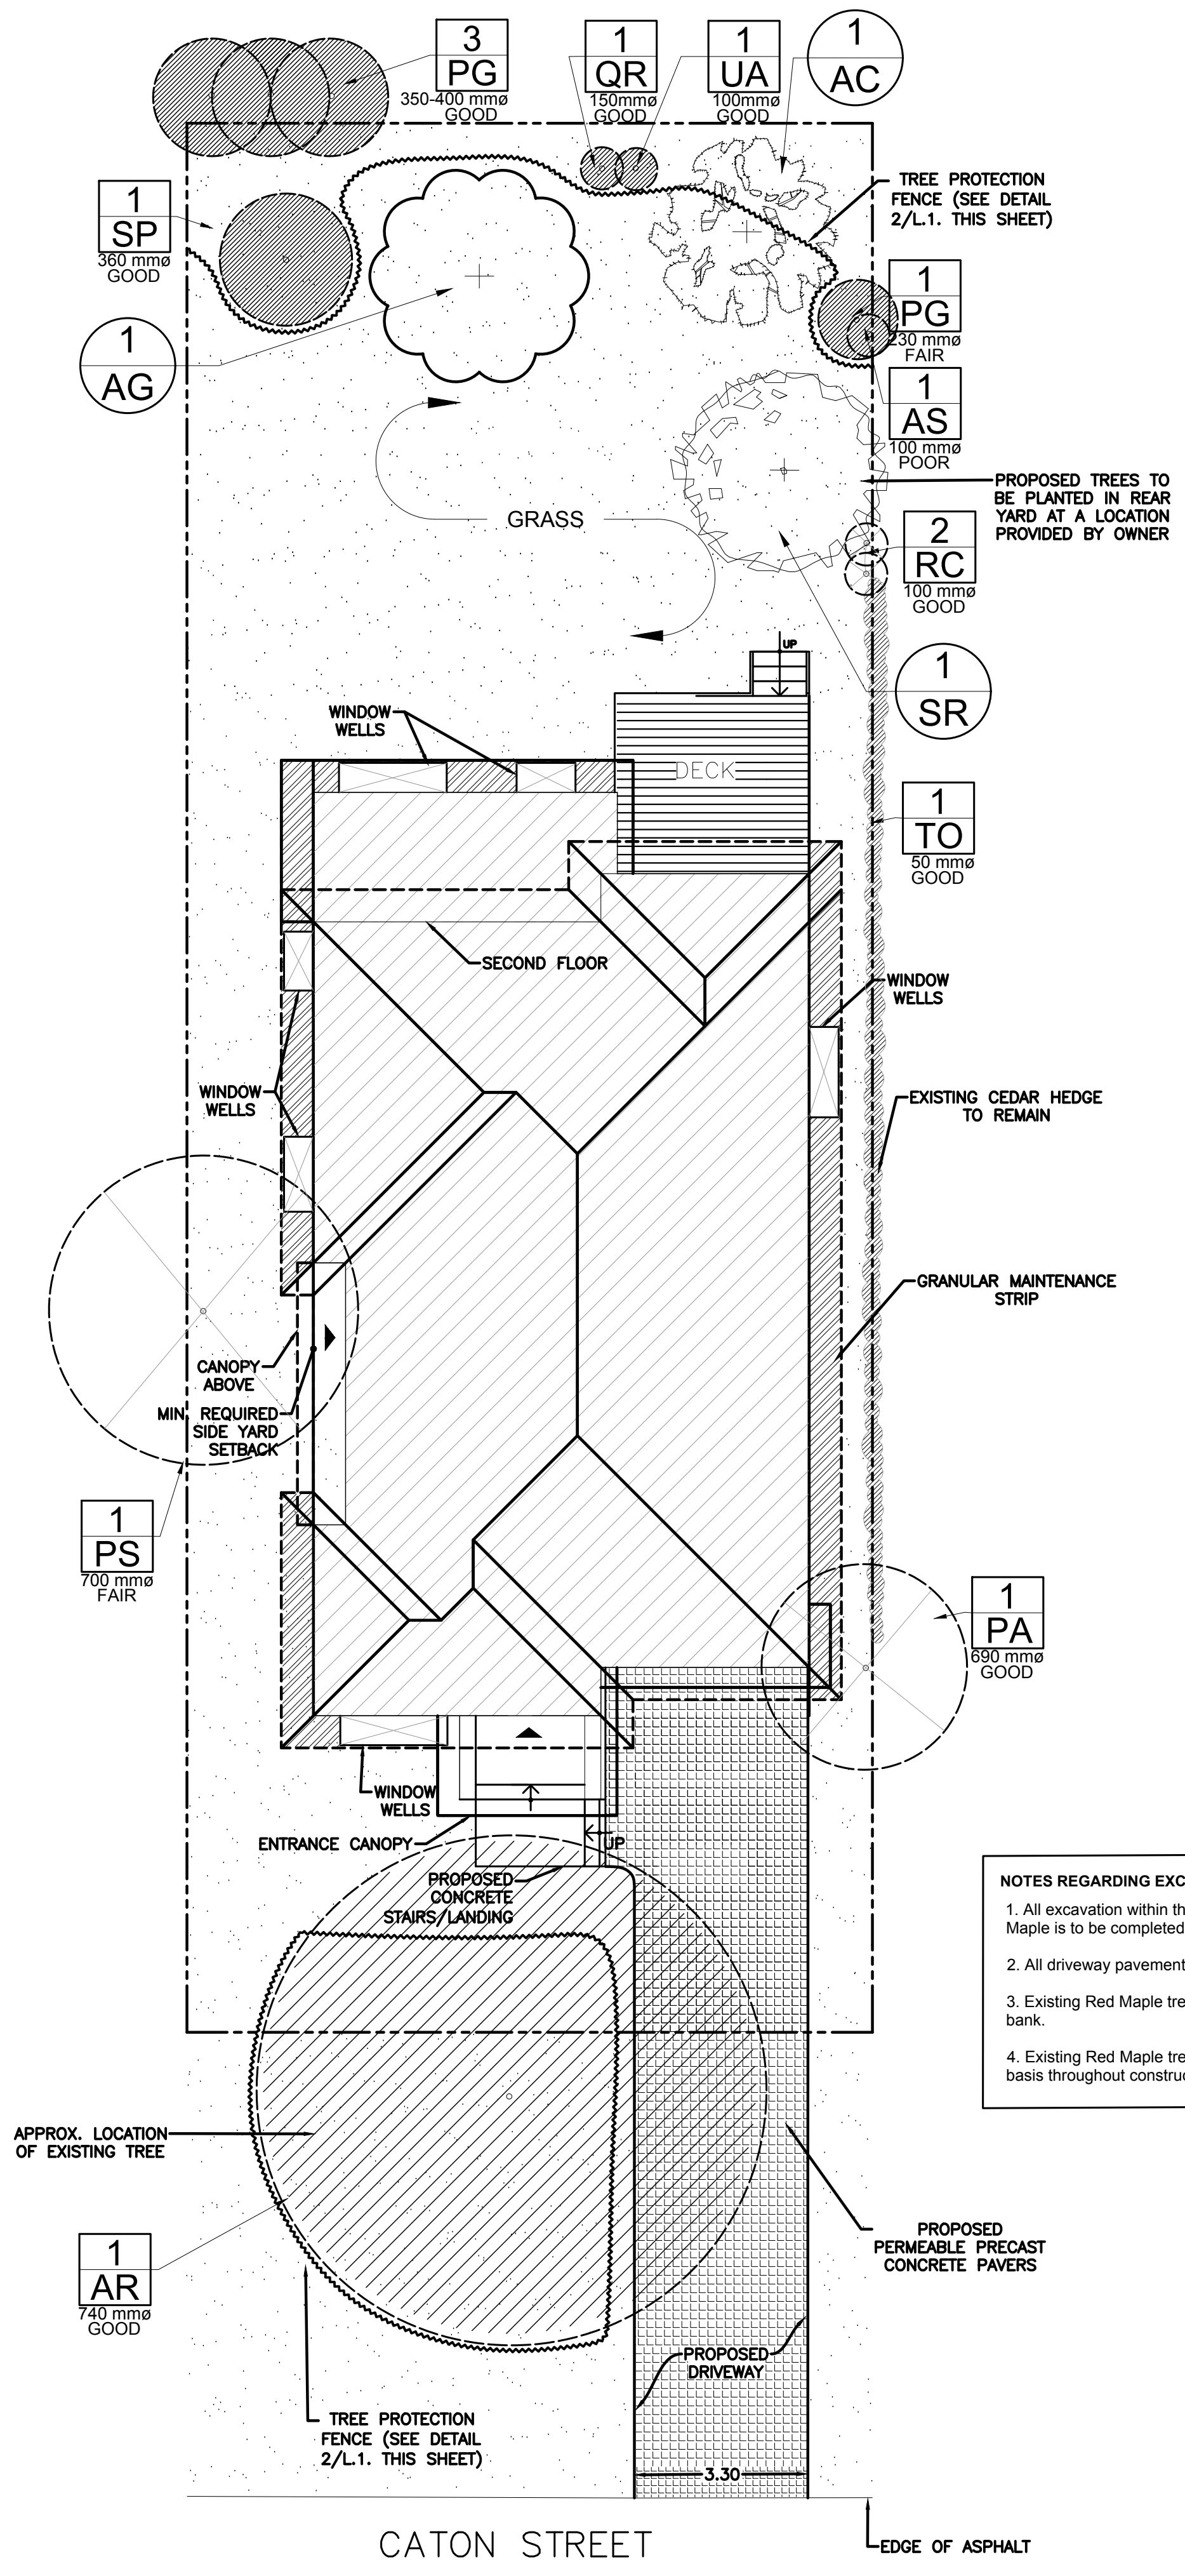 3
PG
350-400 mmø
GOOD
1
QR
150mmø
GOOD
1
UA
100mmø
GOOD
1
AC
1
SP
360 mmø
GOOD
TREE PROTECTION
FENCE (SEE DETAIL
2/L.1. THIS SHEET)
1
PG
230 mmø
FAIR
1
AG
1
AS
100 mmø
POOR
PROPOSED TREES TO
BE PLANTED IN REAR
YARD AT A LOCATION
PROVIDED BY OWNER
GRASS
2
RC
100 mmø
GOOD
UP
1
SR
WINDOW
WELLS
DECK
1
TO
50 mmø
GOOD
SECOND FLOOR
WINDOW
WELLS
WINDOW
WELLS
EXISTING CEDAR HEDGE
TO REMAIN
GRANULAR MAINTENANCE
STRIP
CANOPY
ABOVE
MIN. REQUIRED
SIDE YARD
SETBACK
1
PS
700 mmø
FAIR
1
PA
690 mmø
GOOD
WINDOW
WELLS
ENTRANCE CANOPY
UP
PROPOSED
CONCRETE
STAIRS/LANDING
NOTES REGARDING EXC
1. All excavation within th
Maple is to be completed
2. All driveway pavement
3. Existing Red Maple tre
bank.
4. Existing Red Maple tre
basis throughout constru
APPROX. LOCATION
OF EXISTING TREE
PROPOSED
PERMEABLE PRECAST
CONCRETE PAVERS
1
AR
740 mmø
GOOD
PROPOSED
DRIVEWAY
TREE PROTECTION
FENCE (SEE DETAIL
2/L.1. THIS SHEET)
3.30
CATON STREET
EDGE OF ASPHALT